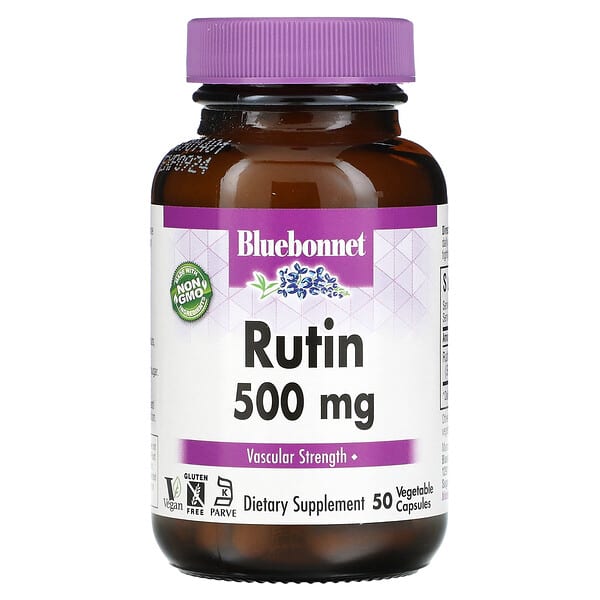 EXP0924
Bluebonnet
MADE WITH
NON
GMO
INGREDIENTS
Rutin
500 mg
Vascular Strength
Vegan
GLUTEN
FREE
K
PARVE
Dietary Supplement 50 Vegetable
Capsules